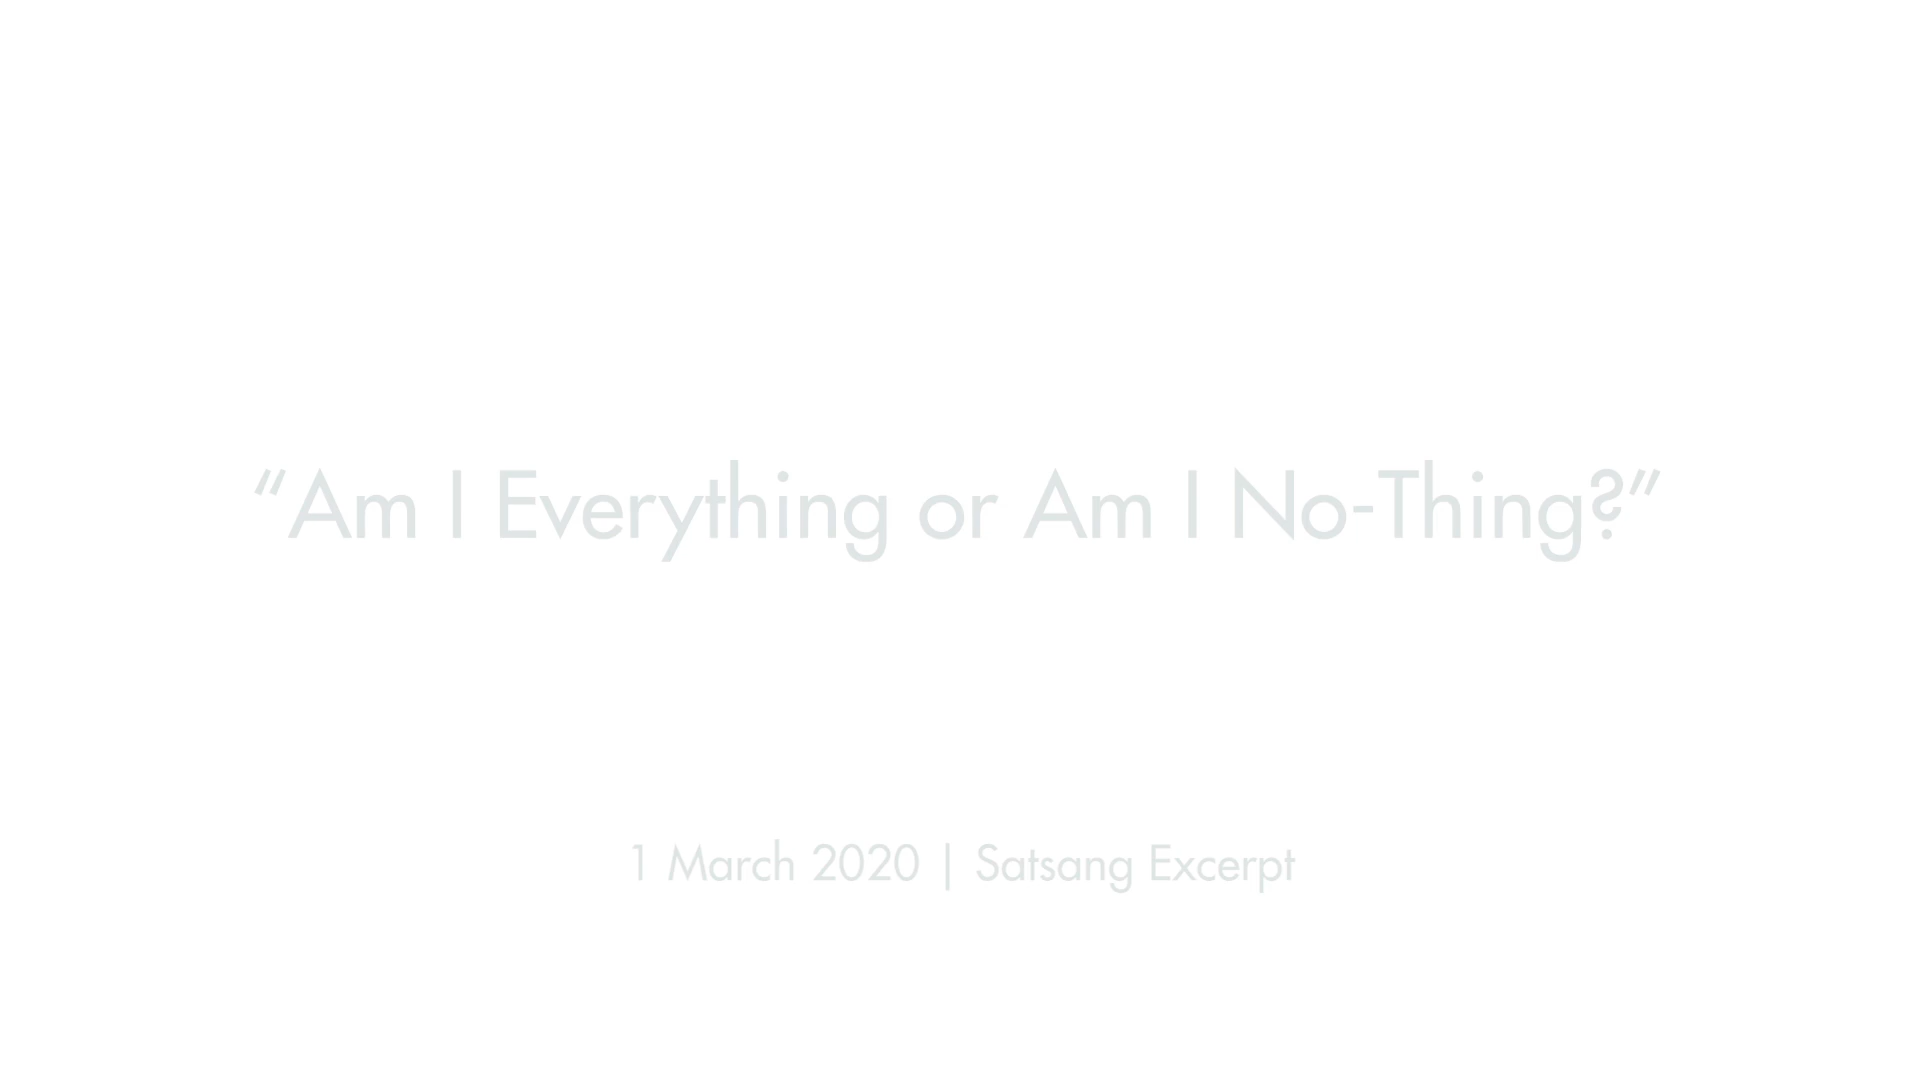 “Am I Everything or Am I No-Thing?”
1 March 2020 | Satsang Excerpt